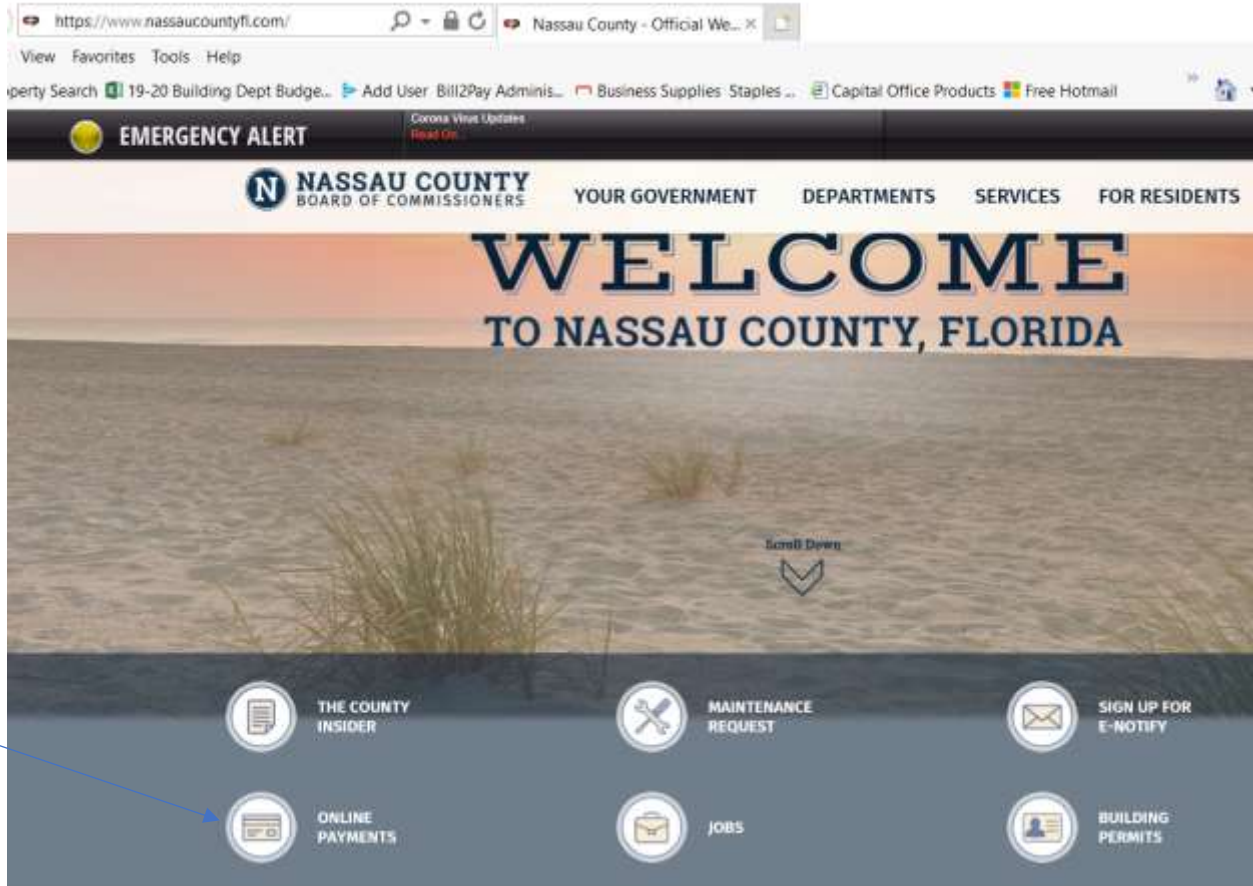 https://www.nassaucountyfl.com/
Nassau County - Official We...
View Favorites Tools Help
operty Search 19-20 Building Dept Budge... Add User Bill2Pay Adminis... Business Supplies Staples ... Capital Office Products Free Hotmail
EMERGENCY ALERT
Corona Virus Updates
Read On...
N NASSAU COUNTY
BOARD OF COMMISSIONERS
YOUR GOVERNMENT DEPARTMENTS SERVICES FOR RESIDENTS
WELCOME
TO NASSAU COUNTY, FLORIDA
Scroll Down
THE COUNTY
INSIDER
MAINTENANCE
REQUEST
SIGN UP FOR
E-NOTIFY
ONLINE
PAYMENTS
JOBS
BUILDING
PERMITS